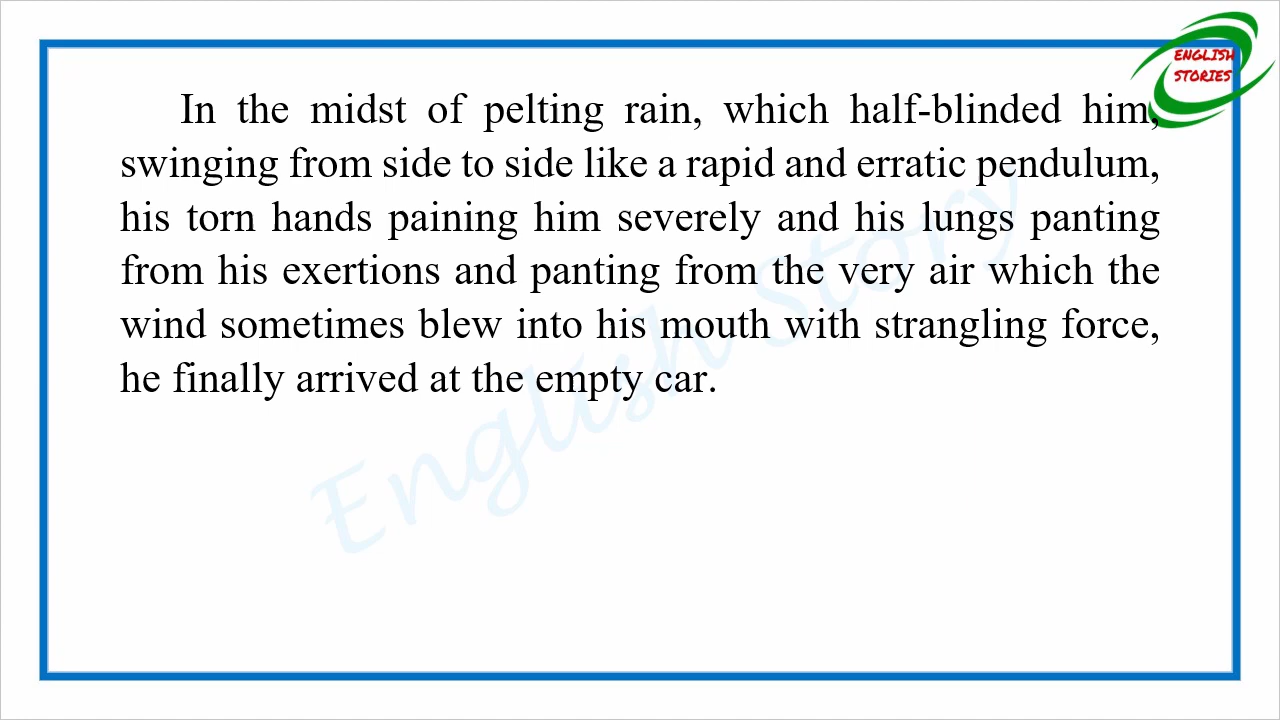 ENGLISH
STORIES
In the midst of pelting rain, which half-blinded him,
swinging from side to side like a rapid and erratic pendulum,
his torn hands paining him severely and his lungs panting
from his exertions and panting from the very air which the
wind sometimes blew into his mouth with strangling force,
he finally arrived at the empty car.
English Story